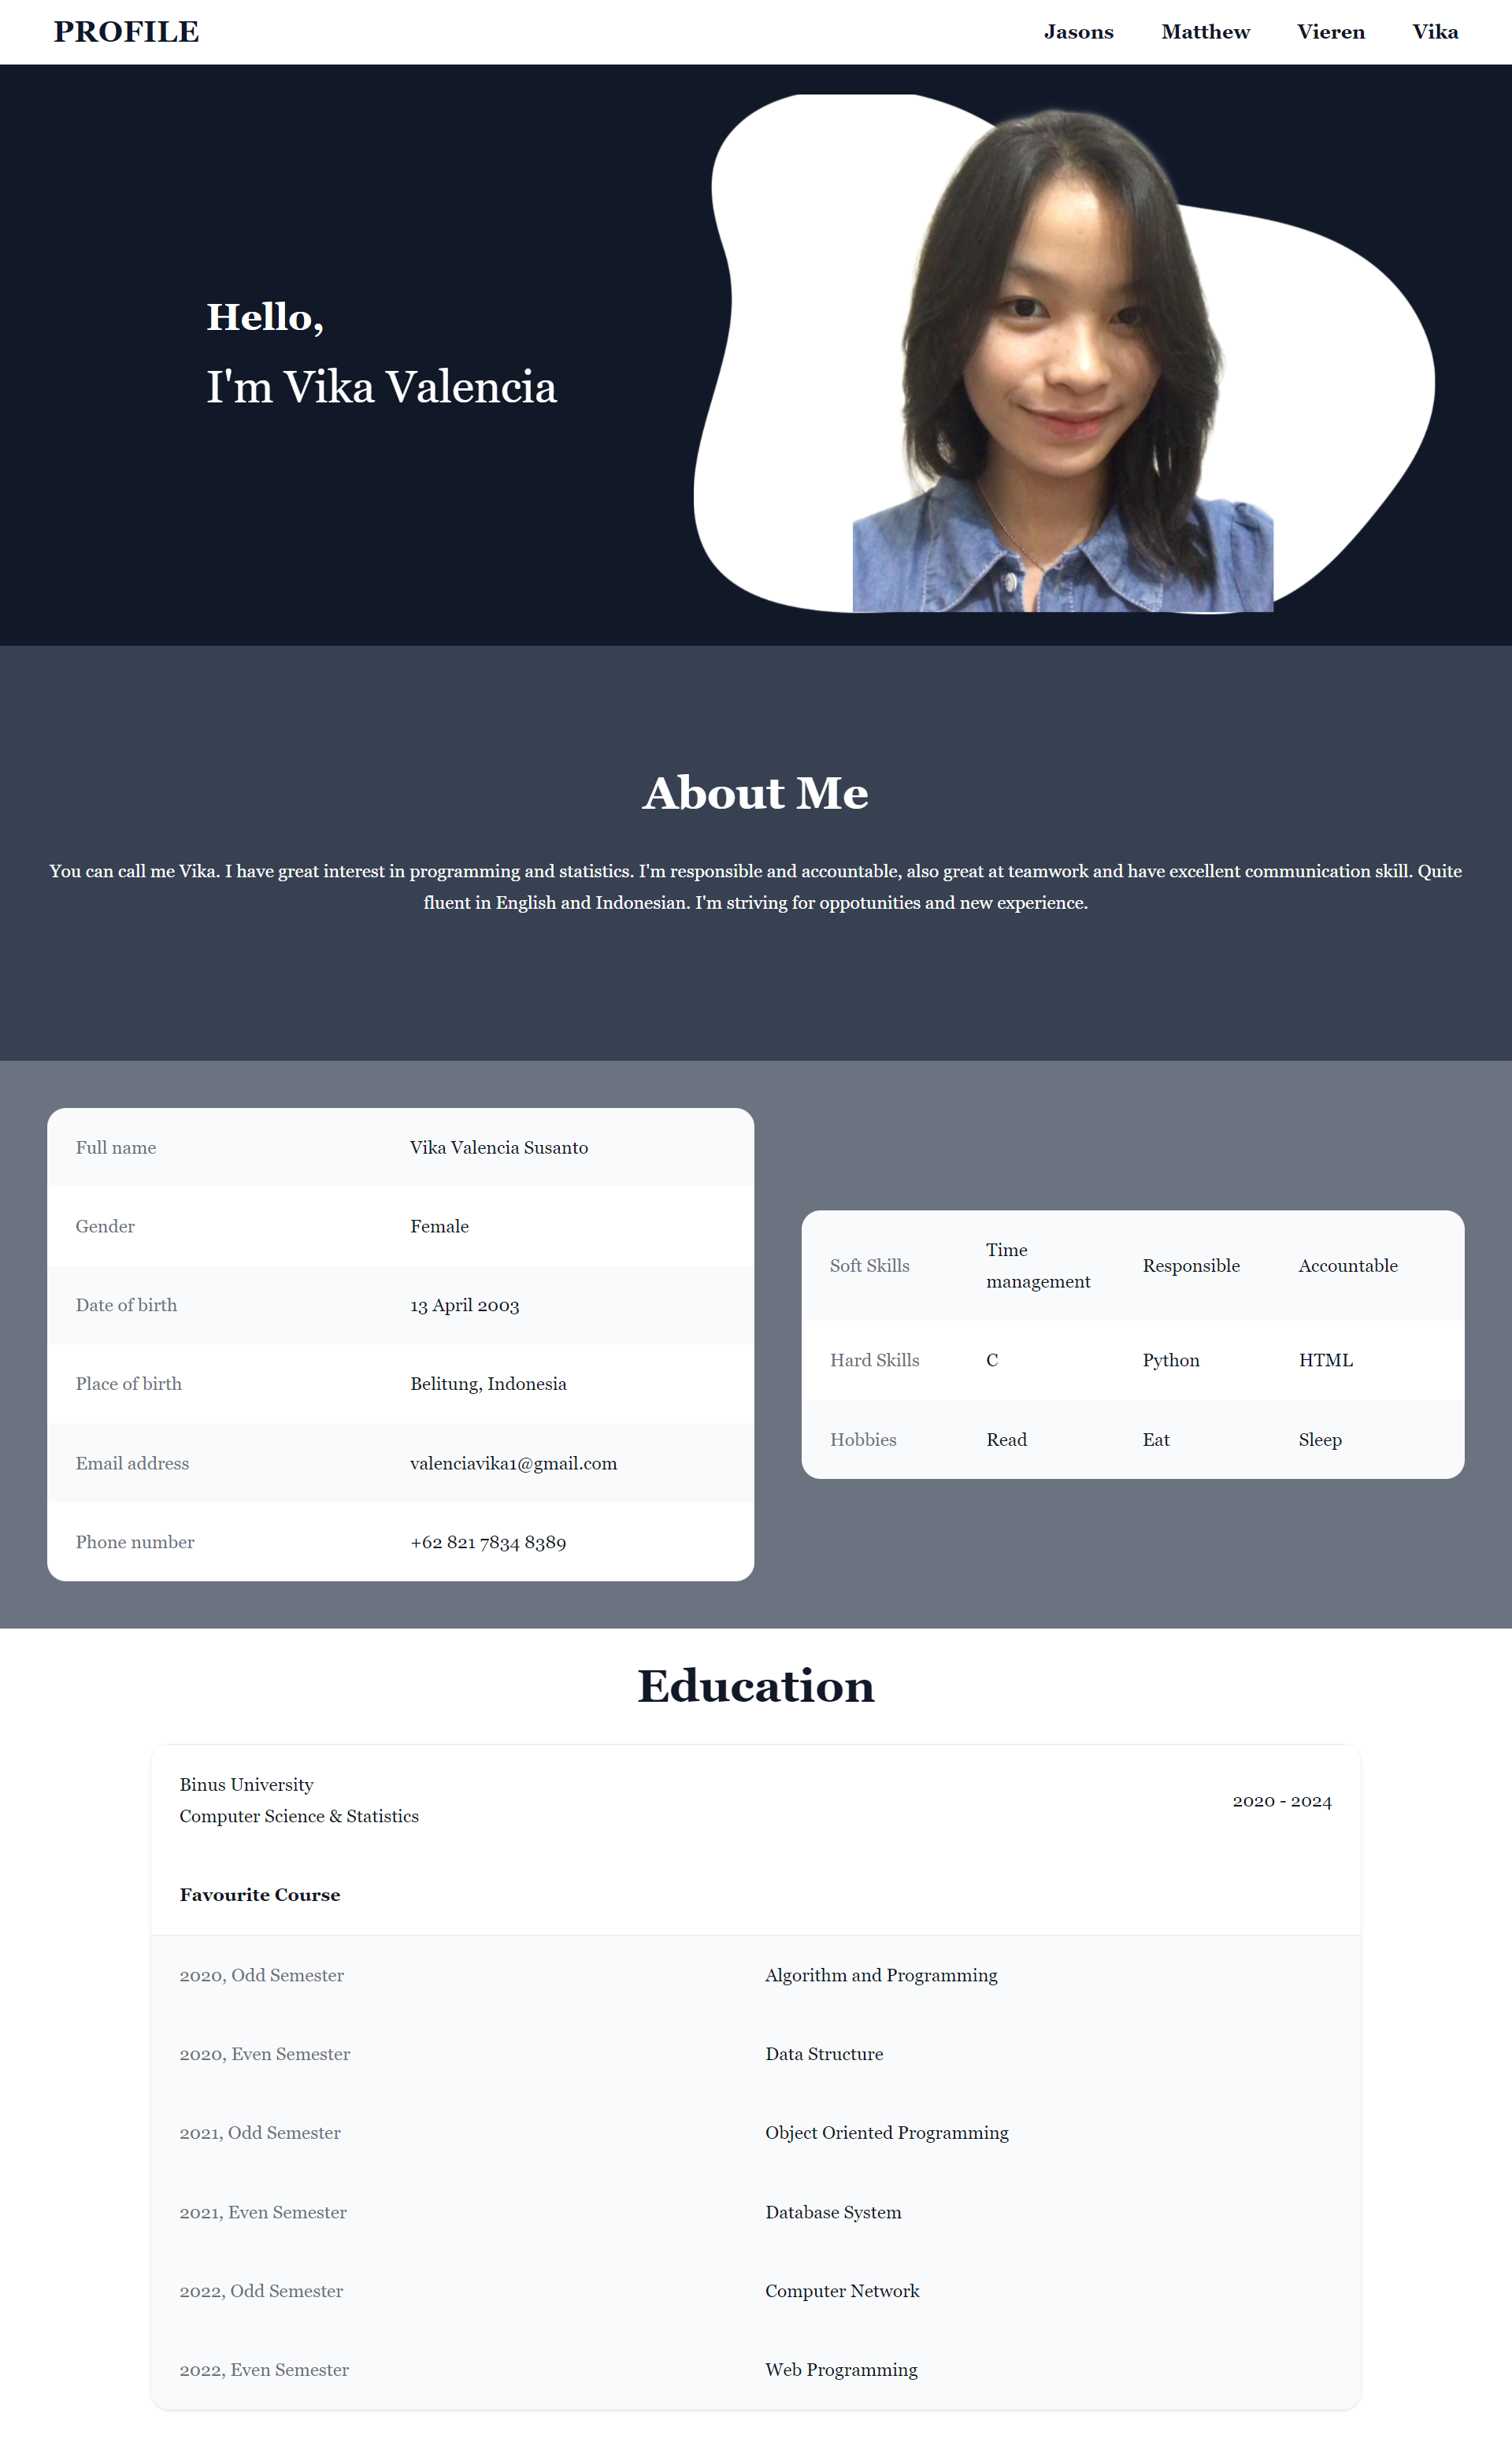 PROFILE
Jasons Matthew Vieren Vika
Hello,
I'm Vika Valencia
About Me
You can call me Vika. I have great interest in programming and statistics. I'm responsible and accountable, also great at teamwork and have excellent communication skill. Quite
fluent in English and Indonesian. I'm striving for oppotunities and new experience.
Full name Vika Valencia Susanto
Gender Female
Date of birth 13 April 2003
Place of birth Belitung, Indonesia
Email address valenciavika1@gmail.com
Phone number +62 821 7834 8389
Soft Skills Time management Responsible Accountable
Hard Skills C Python HTML
Hobbies Read Eat Sleep
Education
Binus University
Computer Science & Statistics
2020 - 2024
Favourite Course
2020, Odd Semester Algorithm and Programming
2020, Even Semester Data Structure
2021, Odd Semester Object Oriented Programming
2021, Even Semester Database System
2022, Odd Semester Computer Network
2022, Even Semester Web Programming